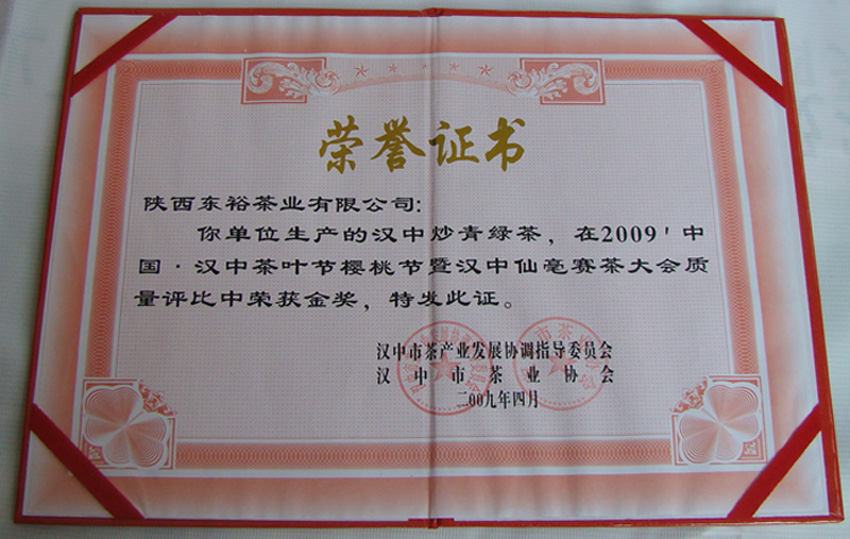 荣誉证书
陕西东裕茶业有限公司:
你单位生产的汉中炒青绿茶，在2009'中
国·汉中茶叶节樱桃节暨汉中仙毫赛茶大会质
量评比中荣获金奖，特发此证。
汉中市茶产业发展协调指导委员会
汉中市茶业协会
二00九年四月